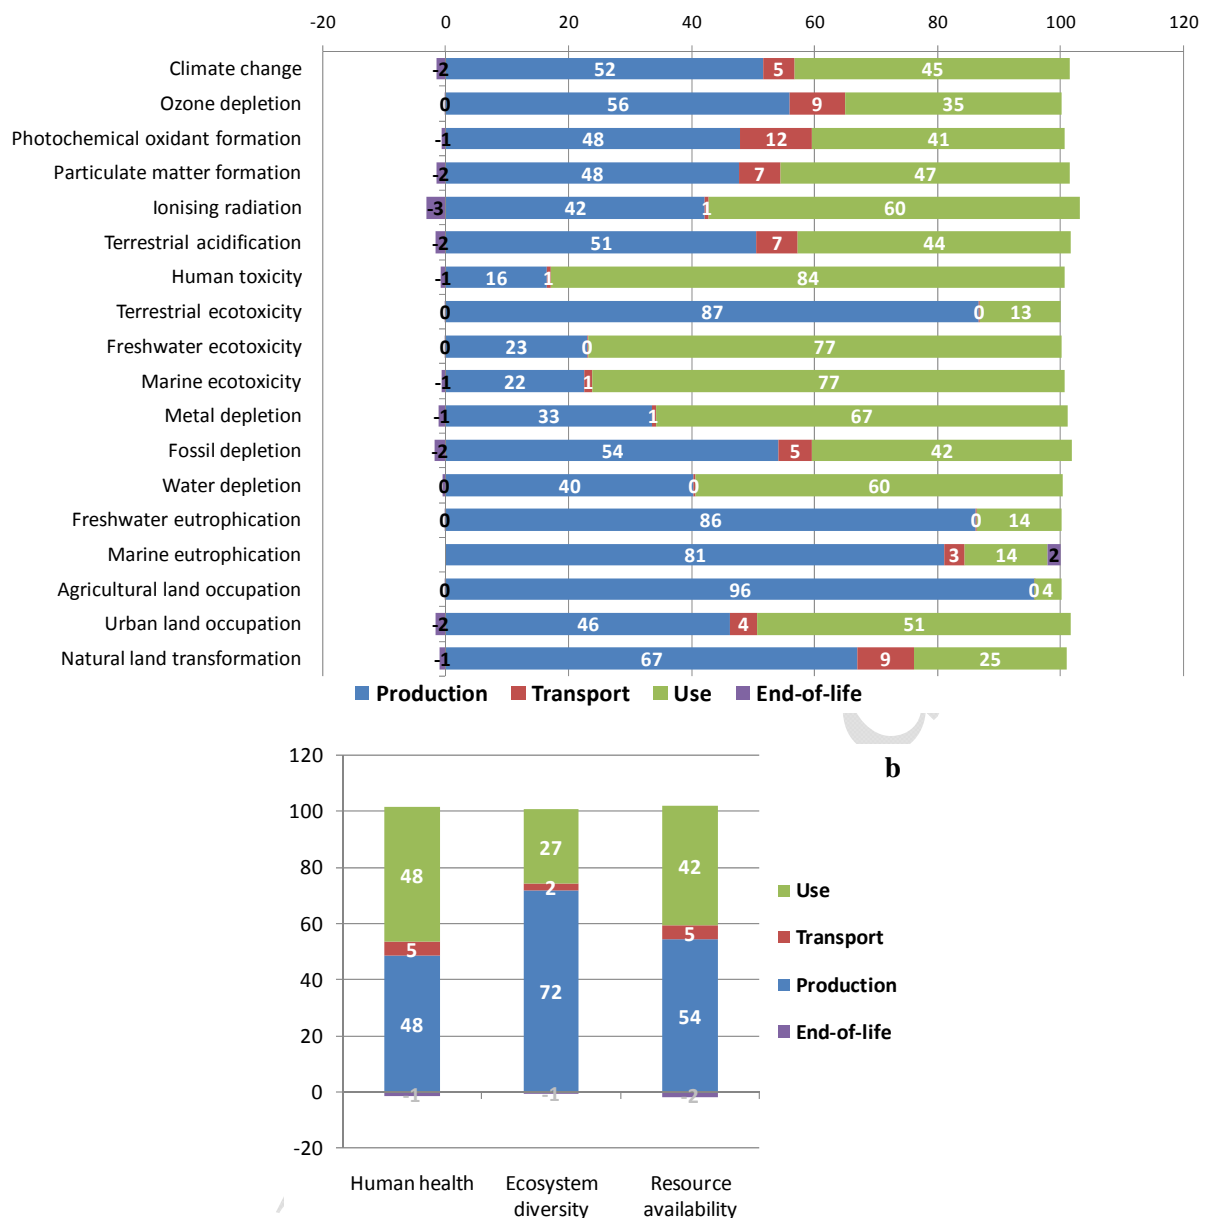 -20 0 20 40 60 80 100 120
Climate change -2 52 5 45
Ozone depletion 0 56 9 35
Photochemical oxidant formation -1 48 12 41
Particulate matter formation -2 48 7 47
Ionising radiation -3 42 1 60
Terrestrial acidification -2 51 7 44
Human toxicity -1 16 1 84
Terrestrial ecotoxicity 0 87 0 13
Freshwater ecotoxicity 0 23 0 77
Marine ecotoxicity -1 22 1 77
Metal depletion -1 33 1 67
Fossil depletion -2 54 5 42
Water depletion 0 40 0 60
Freshwater eutrophication 0 86 0 14
Marine eutrophication 81 3 14 2
Agricultural land occupation 0 96 0 4
Urban land occupation -2 46 4 51
Natural land transformation -1 67 9 25
Production Transport Use End-of-life
b
120
100
80
60
40
20
0
-20
48 27 42
5 2 5
48 72 54
-1 -1 -2
Human health Ecosystem diversity Resource availability
Use
Transport
Production
End-of-life